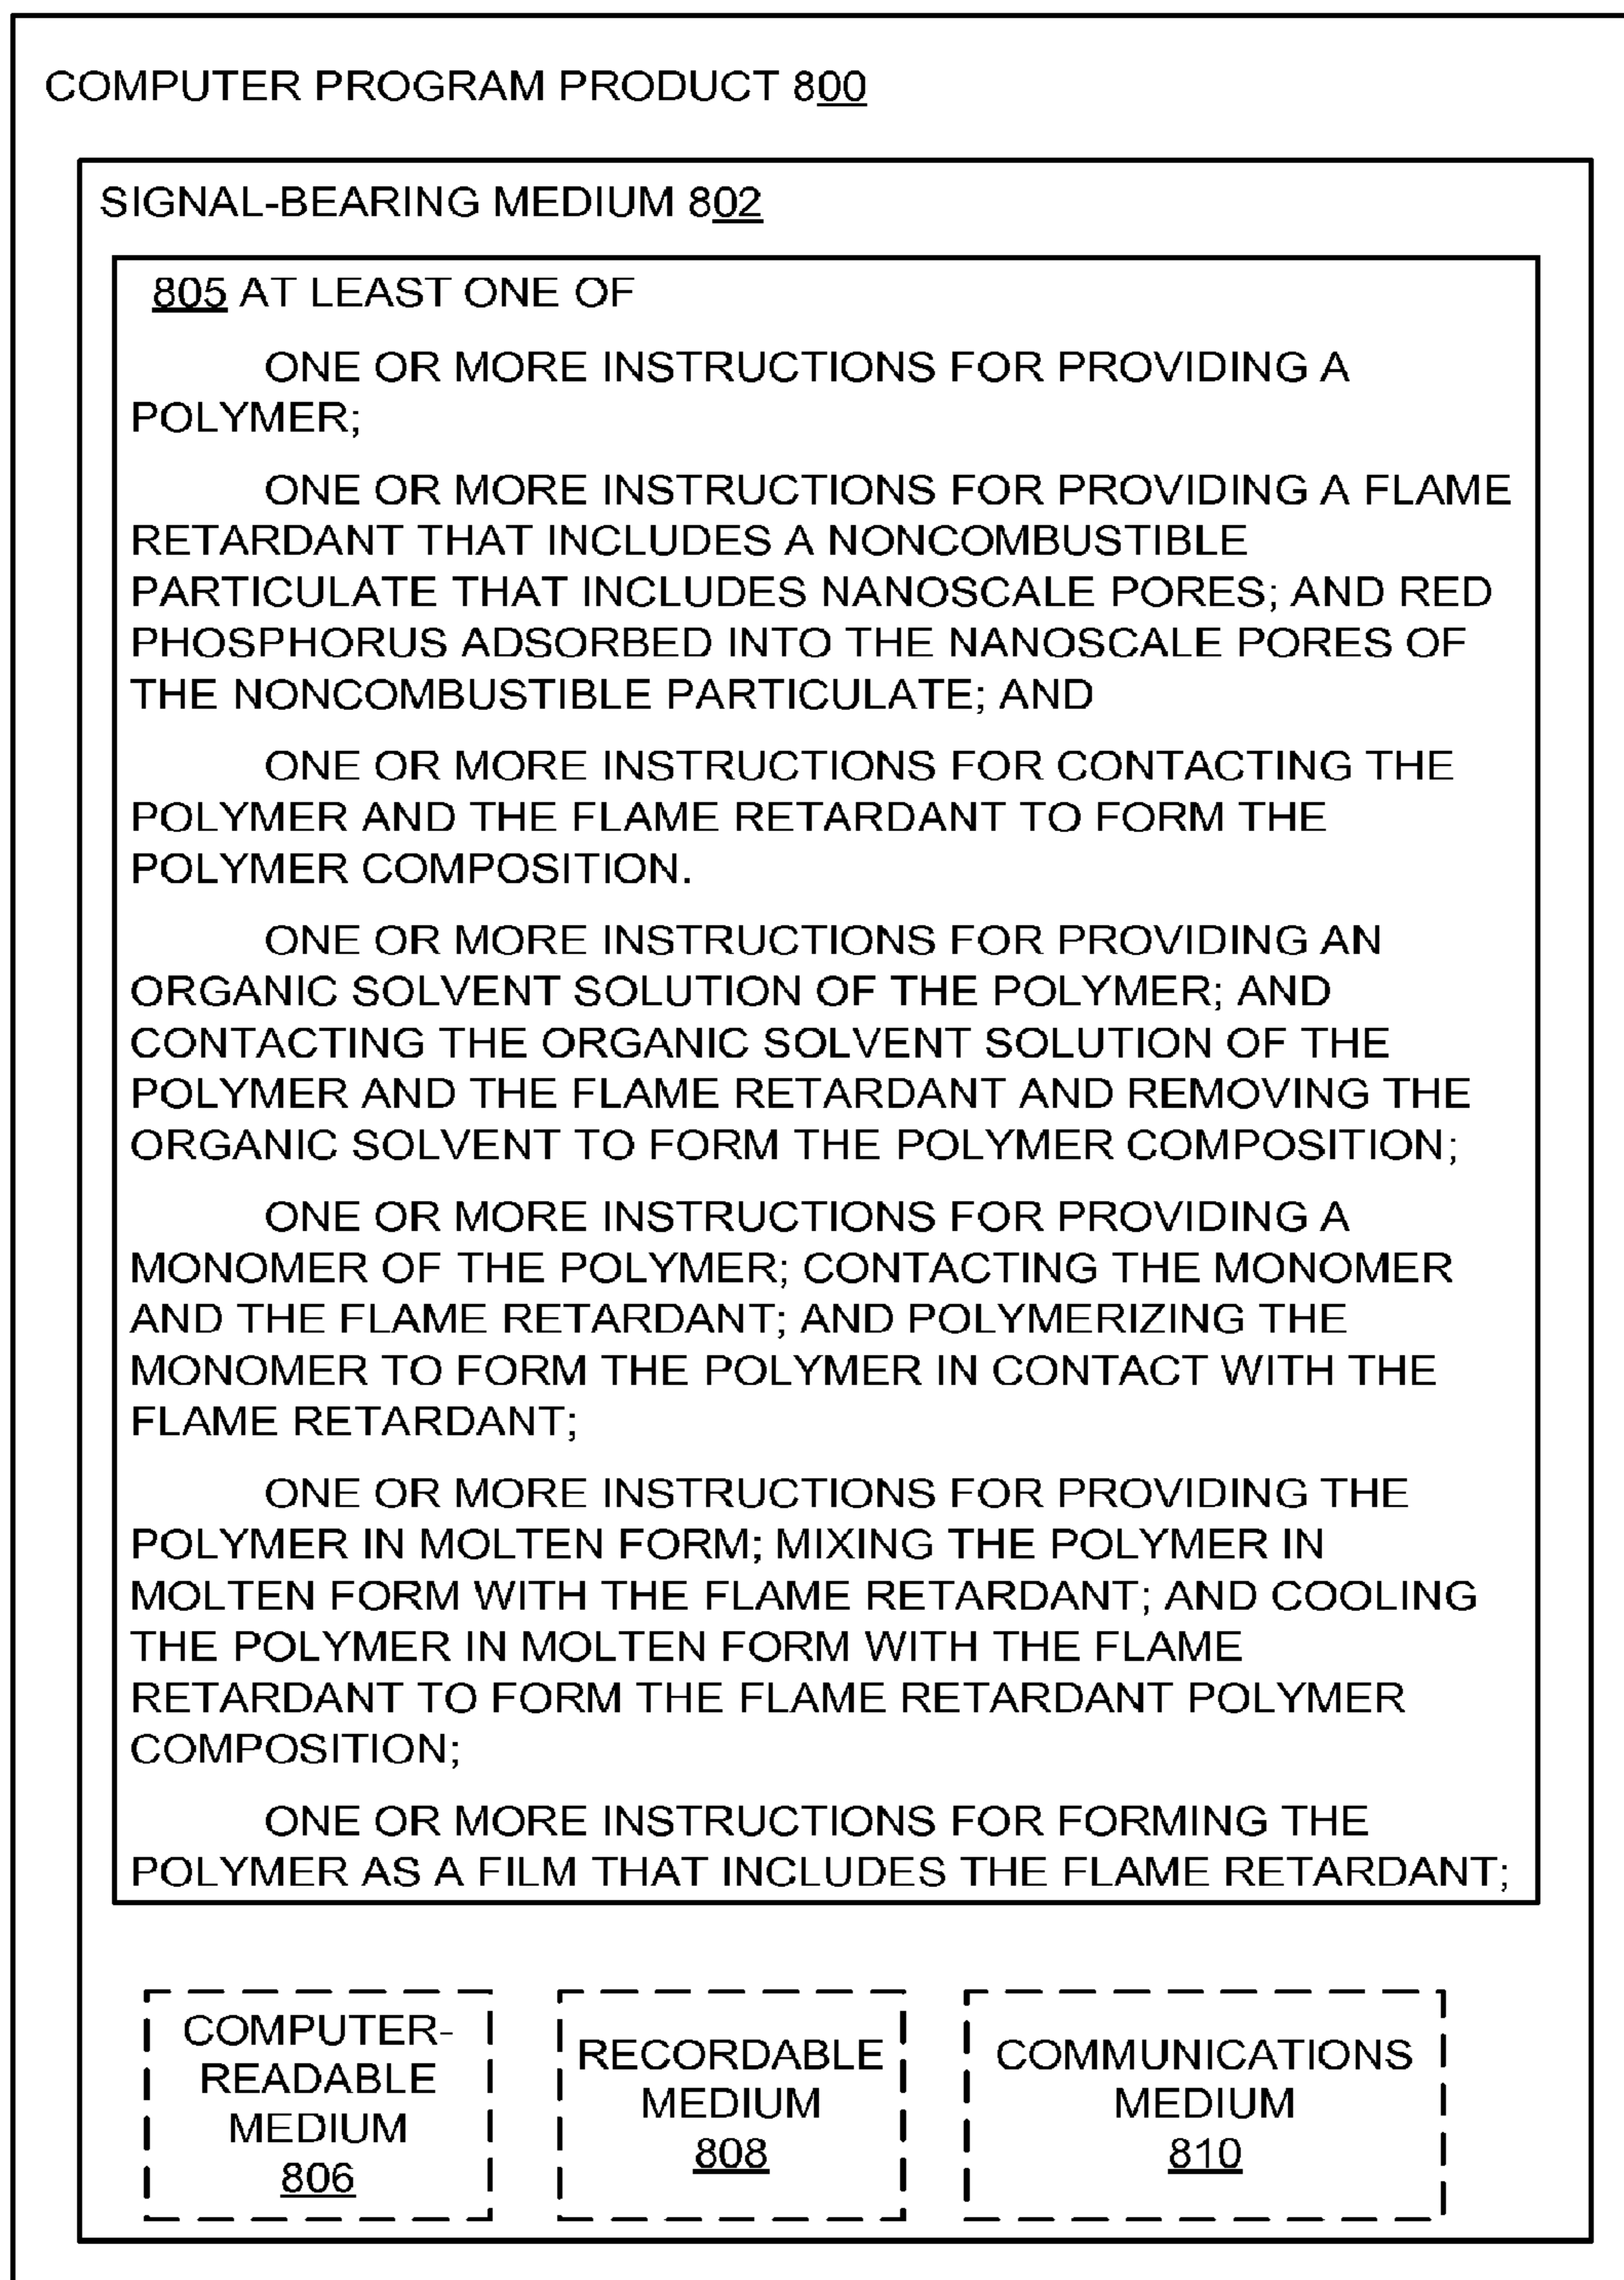 COMPUTER PROGRAM PRODUCT 800
SIGNAL-BEARING MEDIUM 802
805 AT LEAST ONE OF
ONE OR MORE INSTRUCTIONS FOR PROVIDING A
POLYMER;
ONE OR MORE INSTRUCTIONS FOR PROVIDING A FLAME
RETARDANT THAT INCLUDES A NONCOMBUSTIBLE
PARTICULATE THAT INCLUDES NANOSCALE PORES; AND RED
PHOSPHORUS ADSORBED INTO THE NANOSCALE PORES OF
THE NONCOMBUSTIBLE PARTICULATE; AND
ONE OR MORE INSTRUCTIONS FOR CONTACTING THE
POLYMER AND THE FLAME RETARDANT TO FORM THE
POLYMER COMPOSITION.
ONE OR MORE INSTRUCTIONS FOR PROVIDING AN
ORGANIC SOLVENT SOLUTION OF THE POLYMER; AND
CONTACTING THE ORGANIC SOLVENT SOLUTION OF THE
POLYMER AND THE FLAME RETARDANT AND REMOVING THE
ORGANIC SOLVENT TO FORM THE POLYMER COMPOSITION;
ONE OR MORE INSTRUCTIONS FOR PROVIDING A
MONOMER OF THE POLYMER; CONTACTING THE MONOMER
AND THE FLAME RETARDANT; AND POLYMERIZING THE
MONOMER TO FORM THE POLYMER IN CONTACT WITH THE
FLAME RETARDANT;
ONE OR MORE INSTRUCTIONS FOR PROVIDING THE
POLYMER IN MOLTEN FORM; MIXING THE POLYMER IN
MOLTEN FORM WITH THE FLAME RETARDANT; AND COOLING
THE POLYMER IN MOLTEN FORM WITH THE FLAME
RETARDANT TO FORM THE FLAME RETARDANT POLYMER
COMPOSITION;
ONE OR MORE INSTRUCTIONS FOR FORMING THE
POLYMER AS A FILM THAT INCLUDES THE FLAME RETARDANT;
COMPUTER-
READABLE
MEDIUM
806
RECORDABLE
MEDIUM
808
COMMUNICATIONS
MEDIUM
810